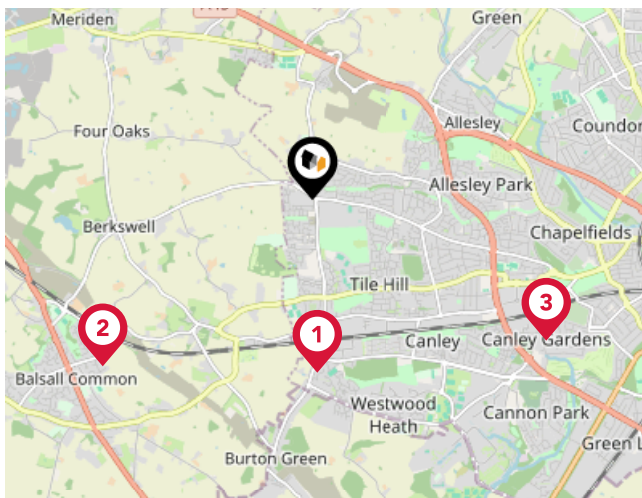 Meriden
Green
Four Oaks
Allesley
Coundon
Allesley Park
Berkswell
Chapelfields
Tile Hill
2
1
3
Canley
Canley Gardens
Balsall Common
Westwood
Heath
Cannon Park
Green L
Burton Green